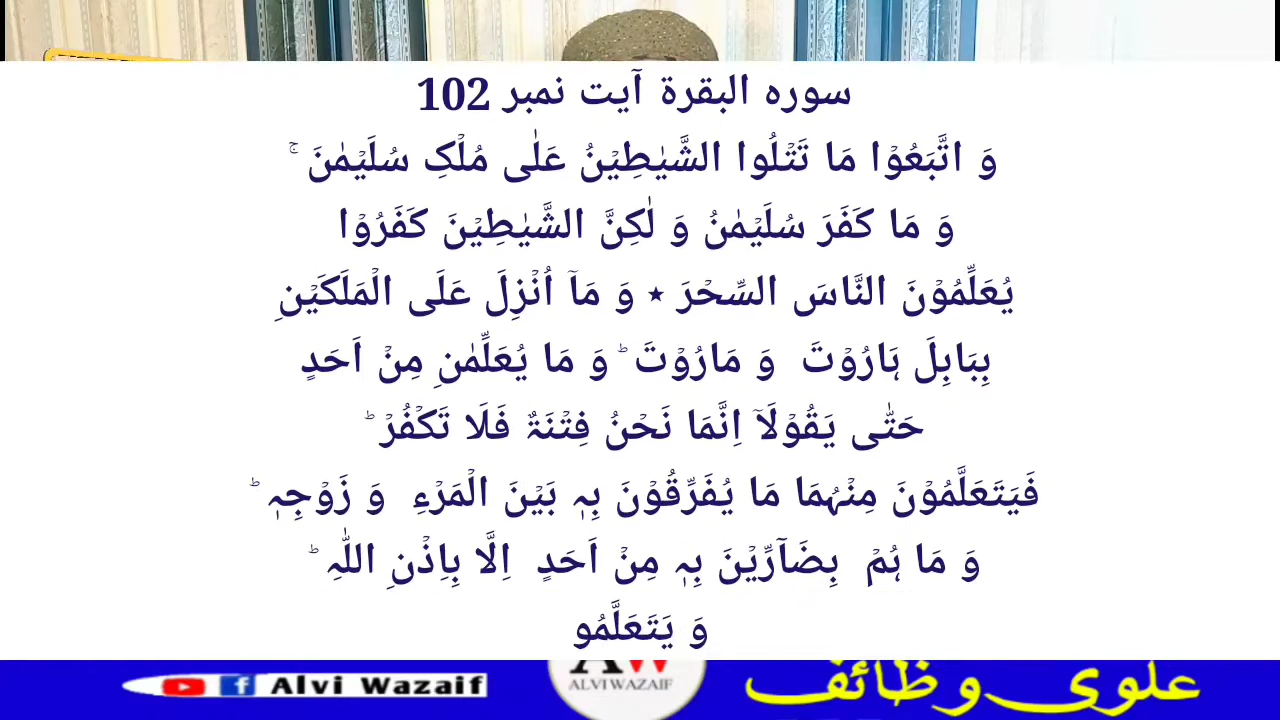 سورہ البقرۃ آیت نمبر 102
وَ اتَّبَعُوۡا مَا تَتۡلُوا الشَّیٰطِیۡنُ عَلٰی مُلۡکِ سُلَیۡمٰنَ ۚ
وَ مَا کَفَرَ سُلَیۡمٰنُ وَ لٰکِنَّ الشَّیٰطِیۡنَ کَفَرُوۡا
یُعَلِّمُوۡنَ النَّاسَ السِّحۡرَ ٭ وَ مَاۤ اُنۡزِلَ عَلَی الۡمَلَکَیۡنِ
بِبَابِلَ ہَارُوۡتَ وَ مَارُوۡتَ ؕ وَ مَا یُعَلِّمٰنِ مِنۡ اَحَدٍ
حَتّٰی یَقُوۡلَاۤ اِنَّمَا نَحۡنُ فِتۡنَۃٌ فَلَا تَکۡفُرۡ ؕ
فَیَتَعَلَّمُوۡنَ مِنۡہُمَا مَا یُفَرِّقُوۡنَ بِہٖ بَیۡنَ الۡمَرۡءِ وَ زَوۡجِہٖ ؕ
وَ مَا ہُمۡ بِضَآرِّیۡنَ بِہٖ مِنۡ اَحَدٍ اِلَّا بِاِذۡنِ اللّٰہِ ؕ
وَ یَتَعَلَّمُو
Alvi Wazaif
AW
ALVI WAZAIF
علوی وظائف